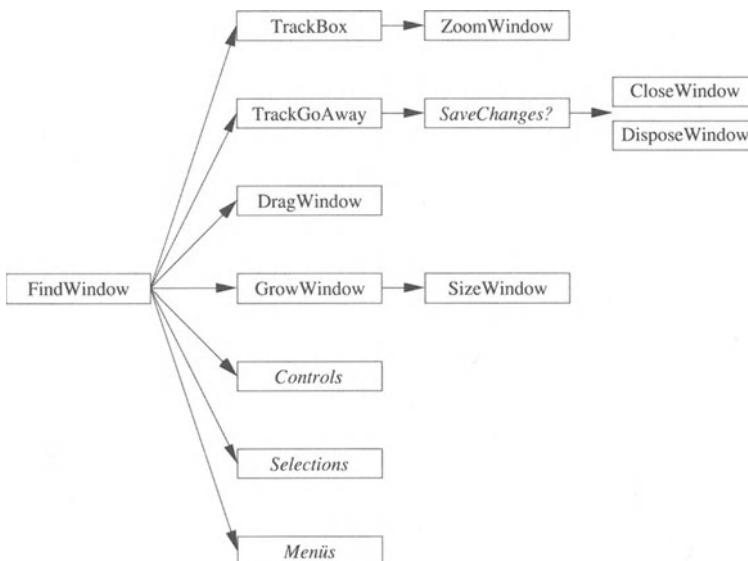 TrackBox
ZoomWindow
TrackGoAway
SaveChanges?
CloseWindow
DisposeWindow
DragWindow
FindWindow
GrowWindow
SizeWindow
Controls
Selections
Menüs